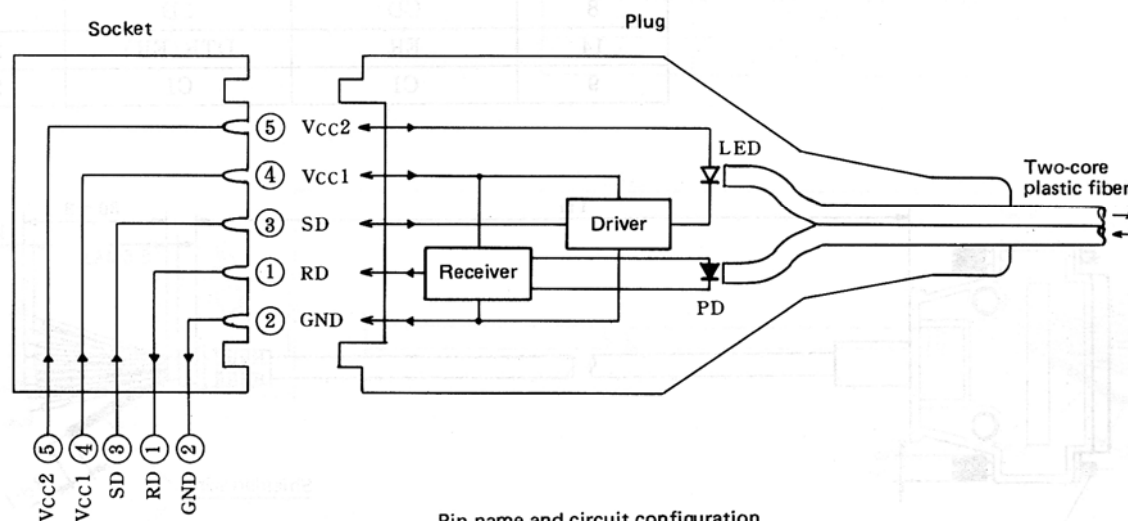 Socket
Plug
⑤ VCC2
④ VCC1
③ SD
① RD
② GND
LED
Driver
Receiver
PD
Two-core
plastic fiber
VCC2 ⑤
VCC1 ④
SD ③
RD ①
GND ②
Pin name and circuit configuration